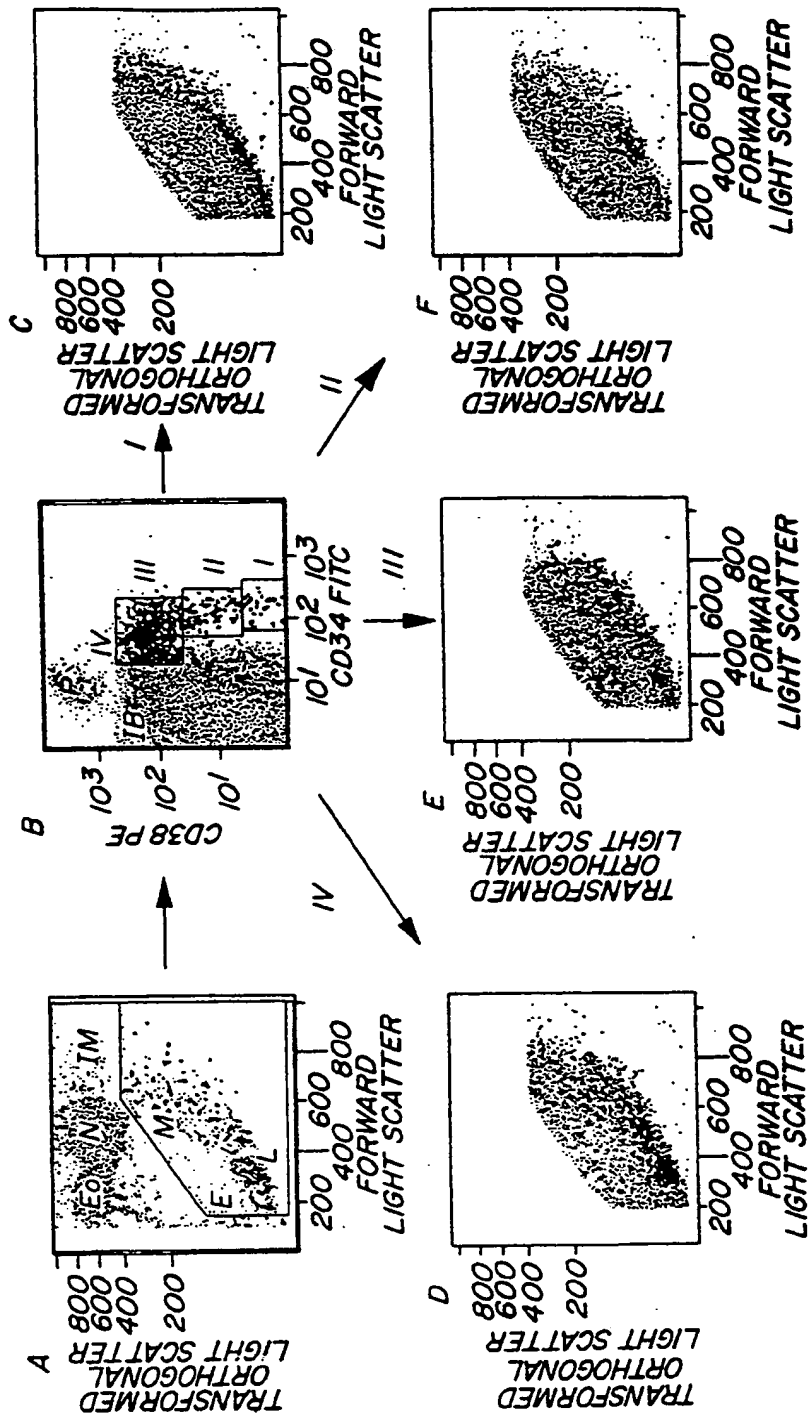 A
TRANSFORMED
ORTHOGONAL
LIGHT SCATTER
800
600
400
200
Eo
N
IM
M
E
L
200
400
600
800
FORWARD
LIGHT SCATTER
B
CD38 PE
10³
10²
10¹
P
IB
IV
III
II
I
10¹
10²
10³
CD34 FITC
I
II
III
IV
C
TRANSFORMED
ORTHOGONAL
LIGHT SCATTER
800
600
400
200
200
400
600
800
FORWARD
LIGHT SCATTER
D
TRANSFORMED
ORTHOGONAL
LIGHT SCATTER
800
600
400
200
200
400
600
800
FORWARD
LIGHT SCATTER
E
TRANSFORMED
ORTHOGONAL
LIGHT SCATTER
800
600
400
200
200
400
600
800
FORWARD
LIGHT SCATTER
F
TRANSFORMED
ORTHOGONAL
LIGHT SCATTER
800
600
400
200
200
400
600
800
FORWARD
LIGHT SCATTER